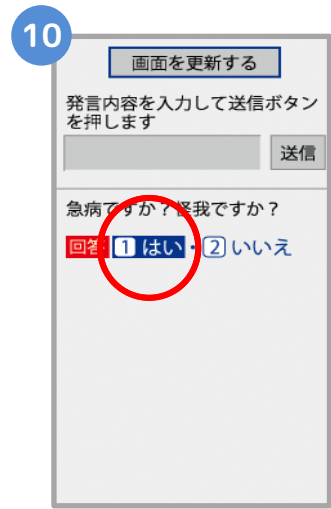 10
画面を更新する
発言内容を入力して送信ボタン
を押します
送信
急病ですか？怪我ですか？
回答 1 はい・2 いいえ